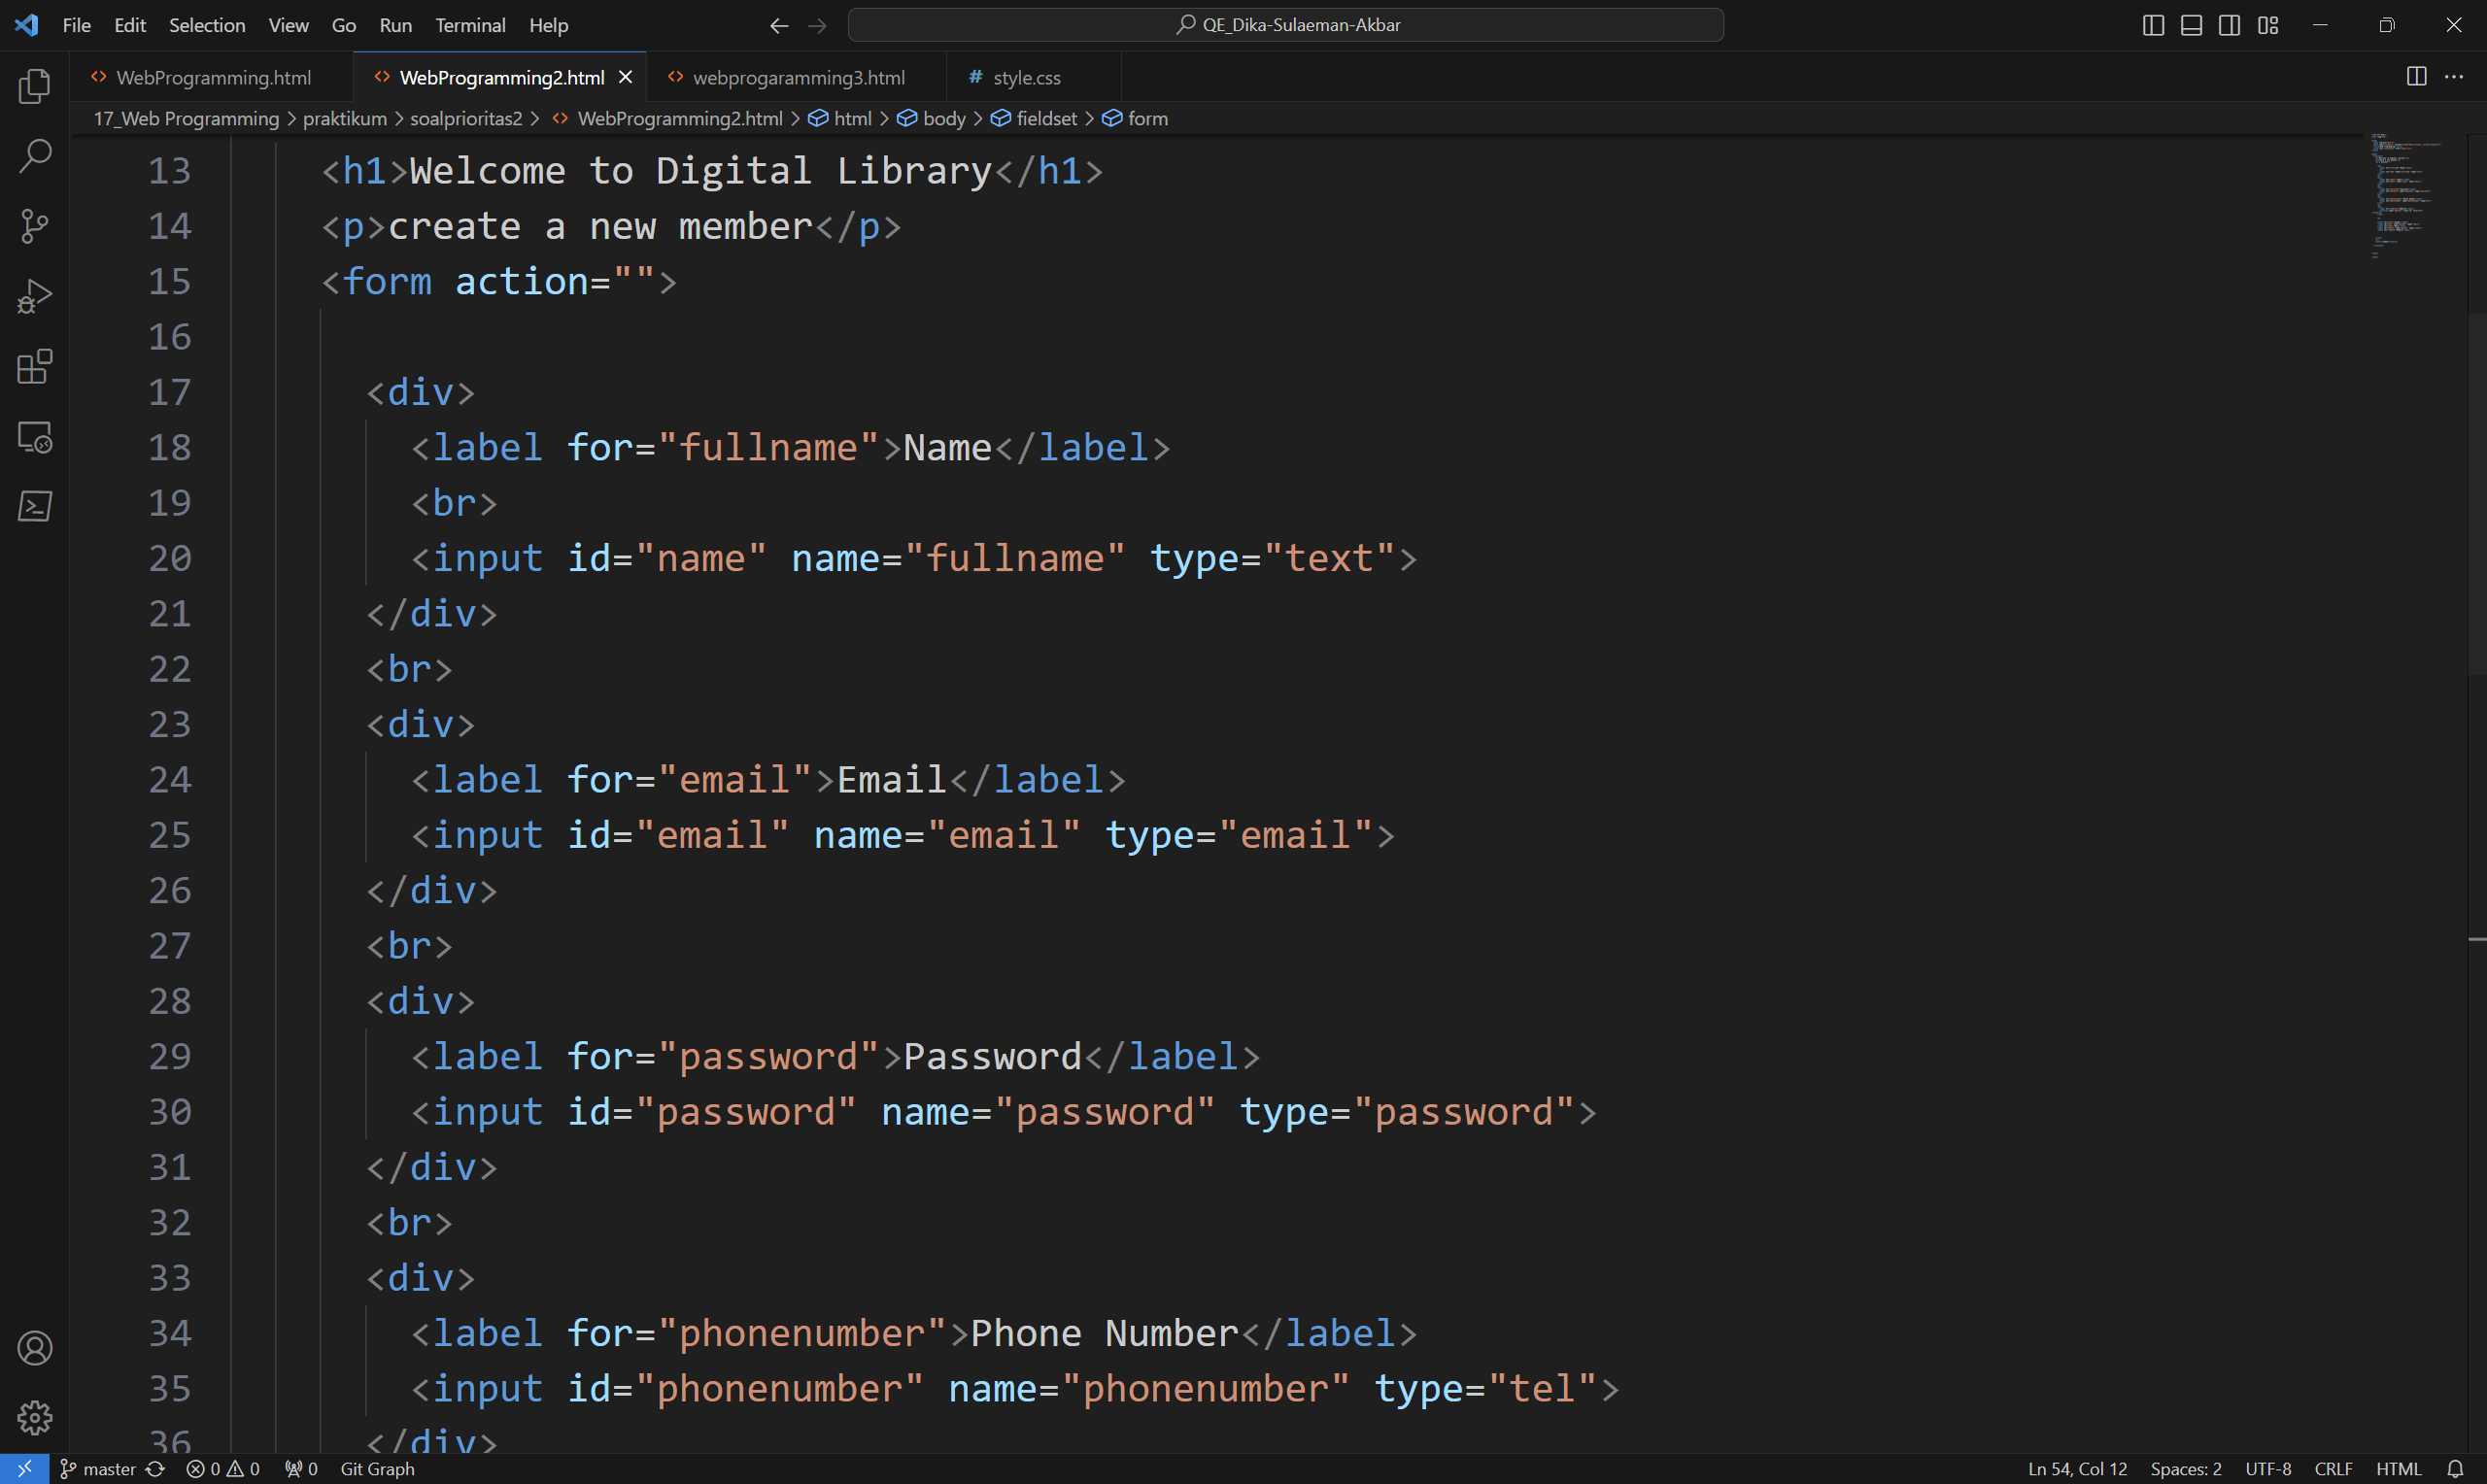 File Edit Selection View Go Run Terminal Help
QE_Dika-Sulaeman-Akbar
WebProgramming.html WebProgramming2.html webprogaramming3.html # style.css
17_Web Programming > praktikum > soalprioritas2 > WebProgramming2.html > html > body > fieldset > form
13 <h1>Welcome to Digital Library</h1>
14 <p>create a new member</p>
15 <form action="">
16
17 <div>
18 <label for="fullname">Name</label>
19 <br>
20 <input id="name" name="fullname" type="text">
21 </div>
22 <br>
23 <div>
24 <label for="email">Email</label>
25 <input id="email" name="email" type="email">
26 </div>
27 <br>
28 <div>
29 <label for="password">Password</label>
30 <input id="password" name="password" type="password">
31 </div>
32 <br>
33 <div>
34 <label for="phonenumber">Phone Number</label>
35 <input id="phonenumber" name="phonenumber" type="tel">
36 </div>
master 0 0 0 Git Graph Ln 54, Col 12 Spaces: 2 UTF-8 CRLF HTML